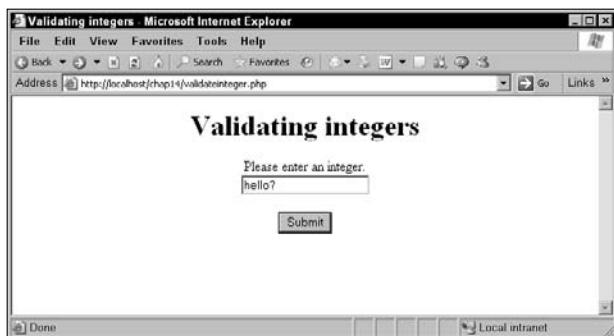 Validating integers - Microsoft Internet Explorer
File Edit View Favorites Tools Help
Back Search Favorites
Address http://localhost/chap14/validateinteger.php Go Links »
Validating integers
Please enter an integer.
hello?
Submit
Done Local intranet